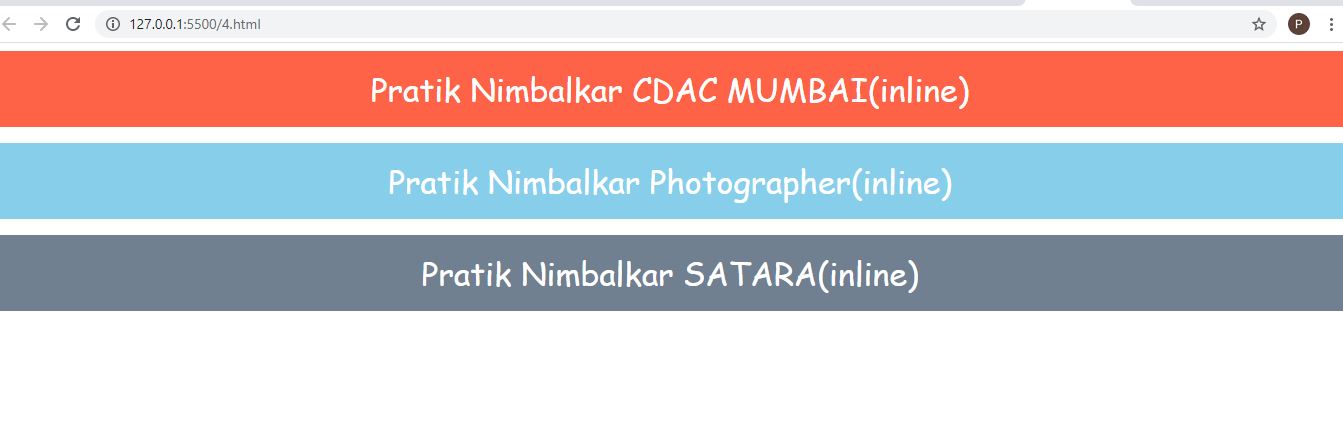 127.0.0.1:5500/4.html
P
Pratik Nimbalkar CDAC MUMBAI(inline)
Pratik Nimbalkar Photographer(inline)
Pratik Nimbalkar SATARA(inline)